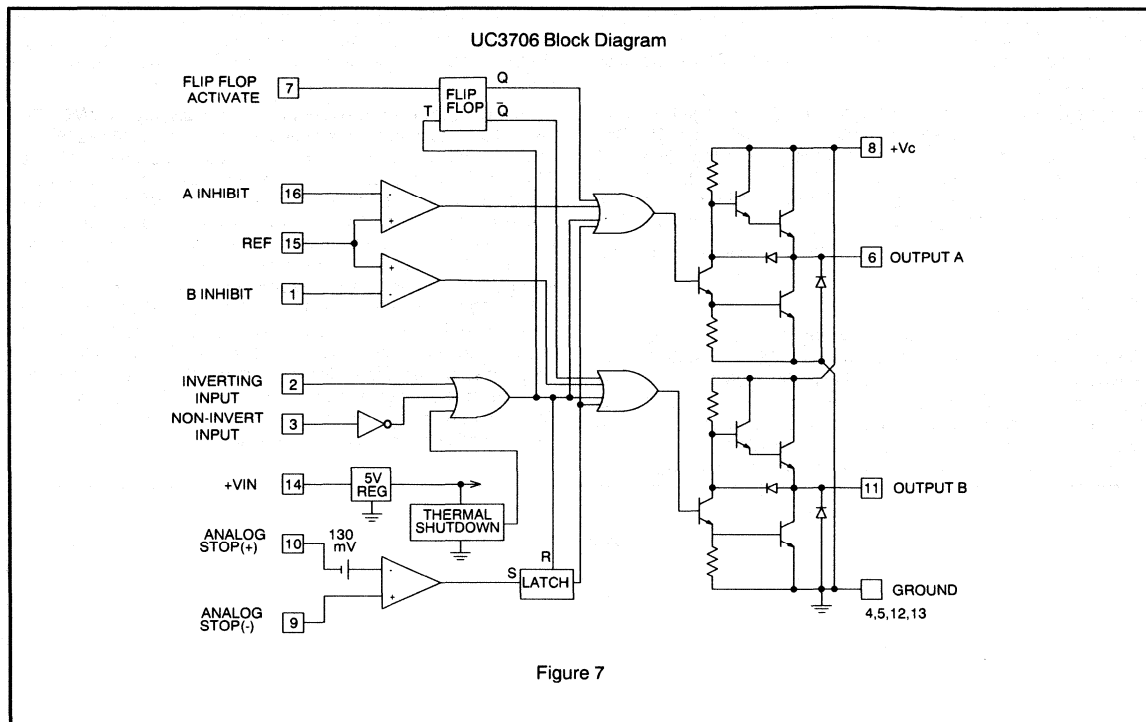 UC3706 Block Diagram
FLIP FLOP
ACTIVATE
7
T
FLIP
FLOP
Q
Q̅
8
+Vc
A INHIBIT
16
-
+
REF
15
B INHIBIT
1
+
-
6
OUTPUT A
INVERTING
INPUT
2
NON-INVERT
INPUT
3
+VIN
14
5V
REG
THERMAL
SHUTDOWN
11
OUTPUT B
ANALOG
STOP(+)
10
130
mV
-
+
S
R
LATCH
ANALOG
STOP(-)
9
GROUND
4,5,12,13
Figure 7